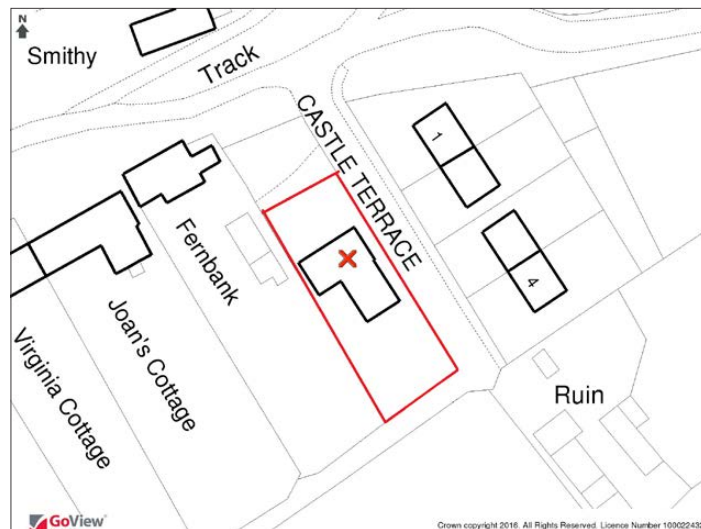 N
Smithy
Track
CASTLE TERRACE
1
4
Fernbank
Joan's Cottage
Virginia Cottage
Ruin
GoView
Crown copyright 2016. All Rights Reserved. Licence Number 10002243